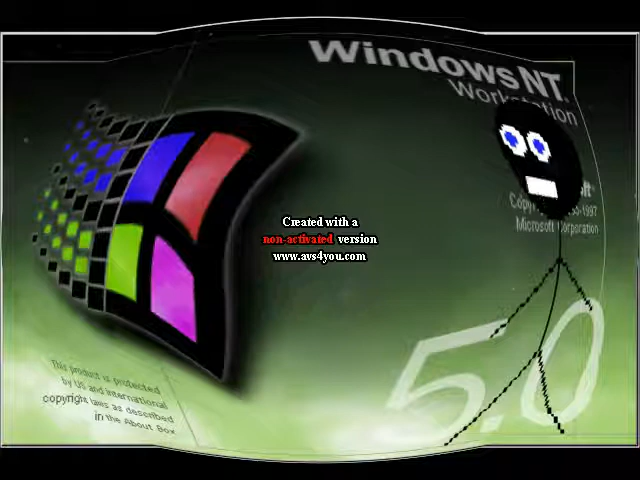 Windows NT.
Workstation
Microsoft Corporation
Created with a
non-activated version
www.avs4you.com
5.0
This product is protected
by US and international
copyright laws as described
in the About Box